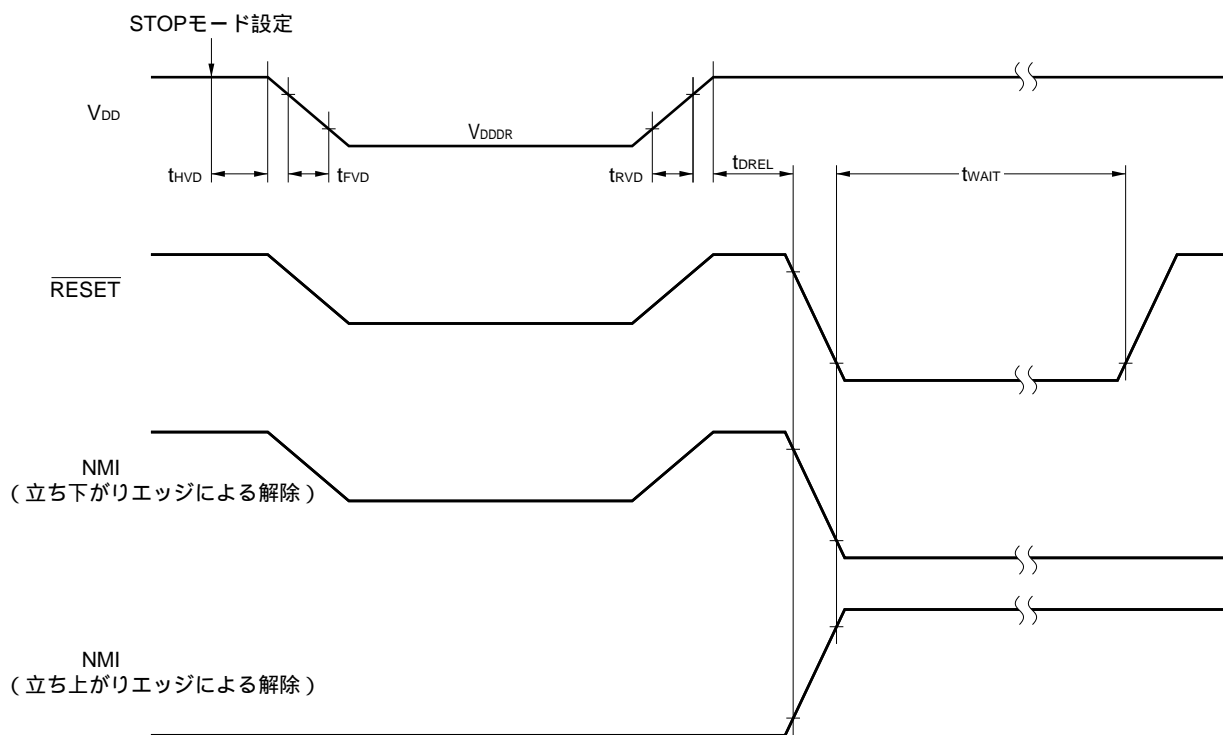 STOPモード設定
VDD
VDDDR
tHVD
tFVD
tRVD
tDREL
tWAIT
RESET
NMI
(立ち下がりエッジによる解除)
NMI
(立ち上がりエッジによる解除)